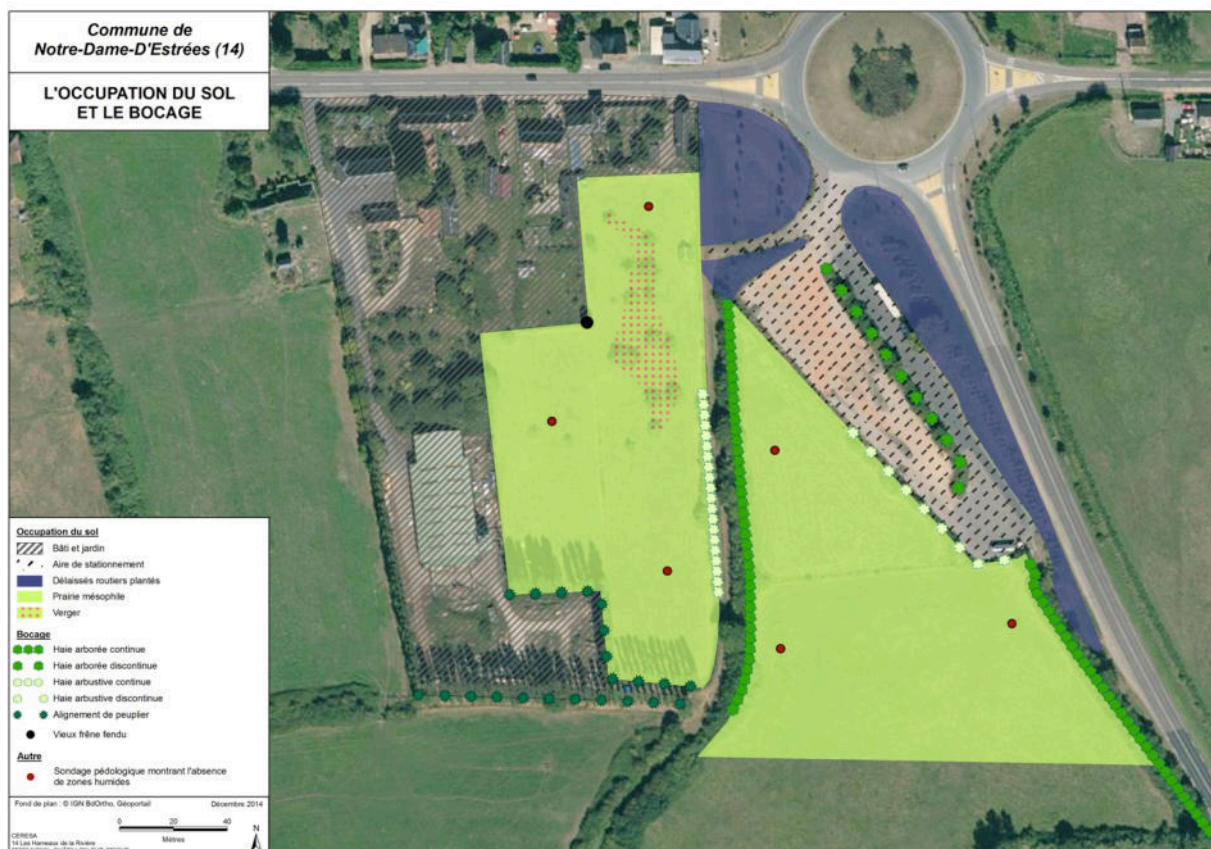 Commune de
Notre-Dame-D'Estrées (14)
L'OCCUPATION DU SOL
ET LE BOCAGE
Occupation du sol
Bâti et jardin
Aire de stationnement
Délaissés routiers plantés
Prairie mésophile
Verger
Bocage
Haie arborée continue
Haie arborée discontinue
Haie arbustive continue
Haie arbustive discontinue
Alignement de peuplier
Vieux frêne fendu
Autre
Sondage pédologique montrant l'absence
de zones humides
Fond de plan : © IGN BdOrtho, Géoportail Décembre 2014
0 20 40
Mètres
N
CERESA
14 Les Hameaux de la Rivière